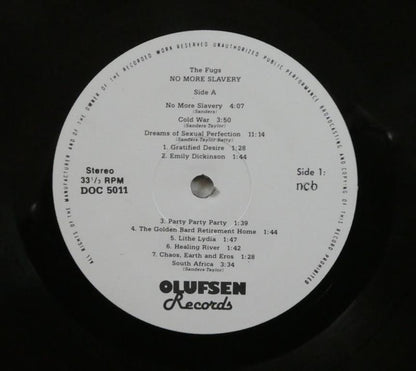 ALL RIGHTS OF THE MANUFACTURER AND OF THE OWNER OF THE RECORDED WORK RESERVED UNAUTHORIZED PUBLIC PERFORMANCE BROADCASTING AND COPYING OF THIS RECORD PROHIBITED
The Fugs
NO MORE SLAVERY
Side A
No More Slavery 4:07
(Sanders)
Cold War 3:50
(Sanders Taylor)
Dreams of Sexual Perfection 11:14
(Sanders Taylor
1. Gratified Desire 1:28
2. Emily Dickinson 1:44
Stereo
33 1/3 RPM
DOC 5011
Side 1:
ncb
3. Party Party Party 1:39
4. The Golden Bard Retirement Home 1:44
5. Lithe Lydia 1:47
6. Healing River 1:42
7. Chaos, Earth and Eros 1:28
South Africa 3:34
(Sanders Taylor)
OLUFSEN
Records